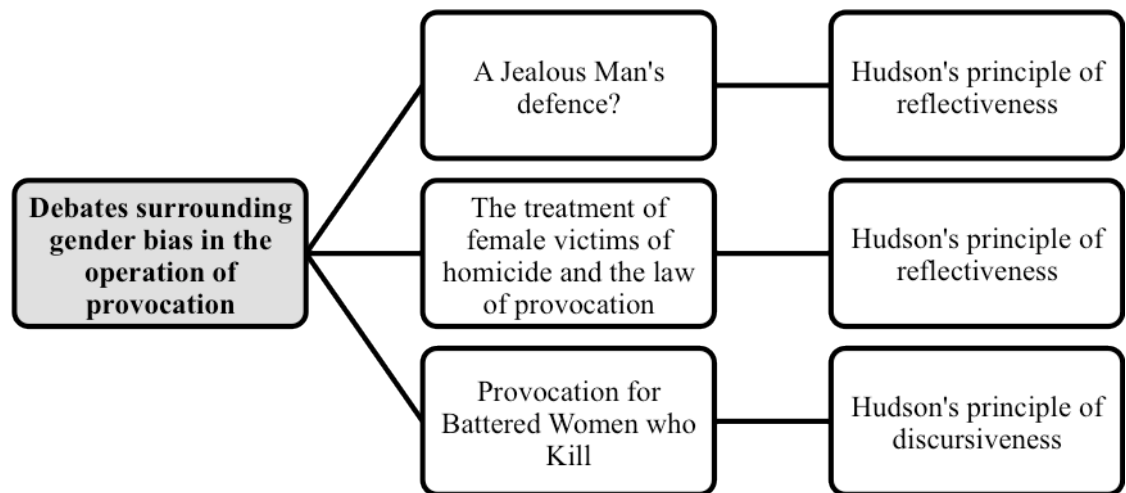 Debates surrounding
gender bias in the
operation of
provocation
A Jealous Man's
defence?
Hudson's principle of
reflectiveness
The treatment of
female victims of
homicide and the law
of provocation
Hudson's principle of
reflectiveness
Provocation for
Battered Women who
Kill
Hudson's principle of
discursiveness